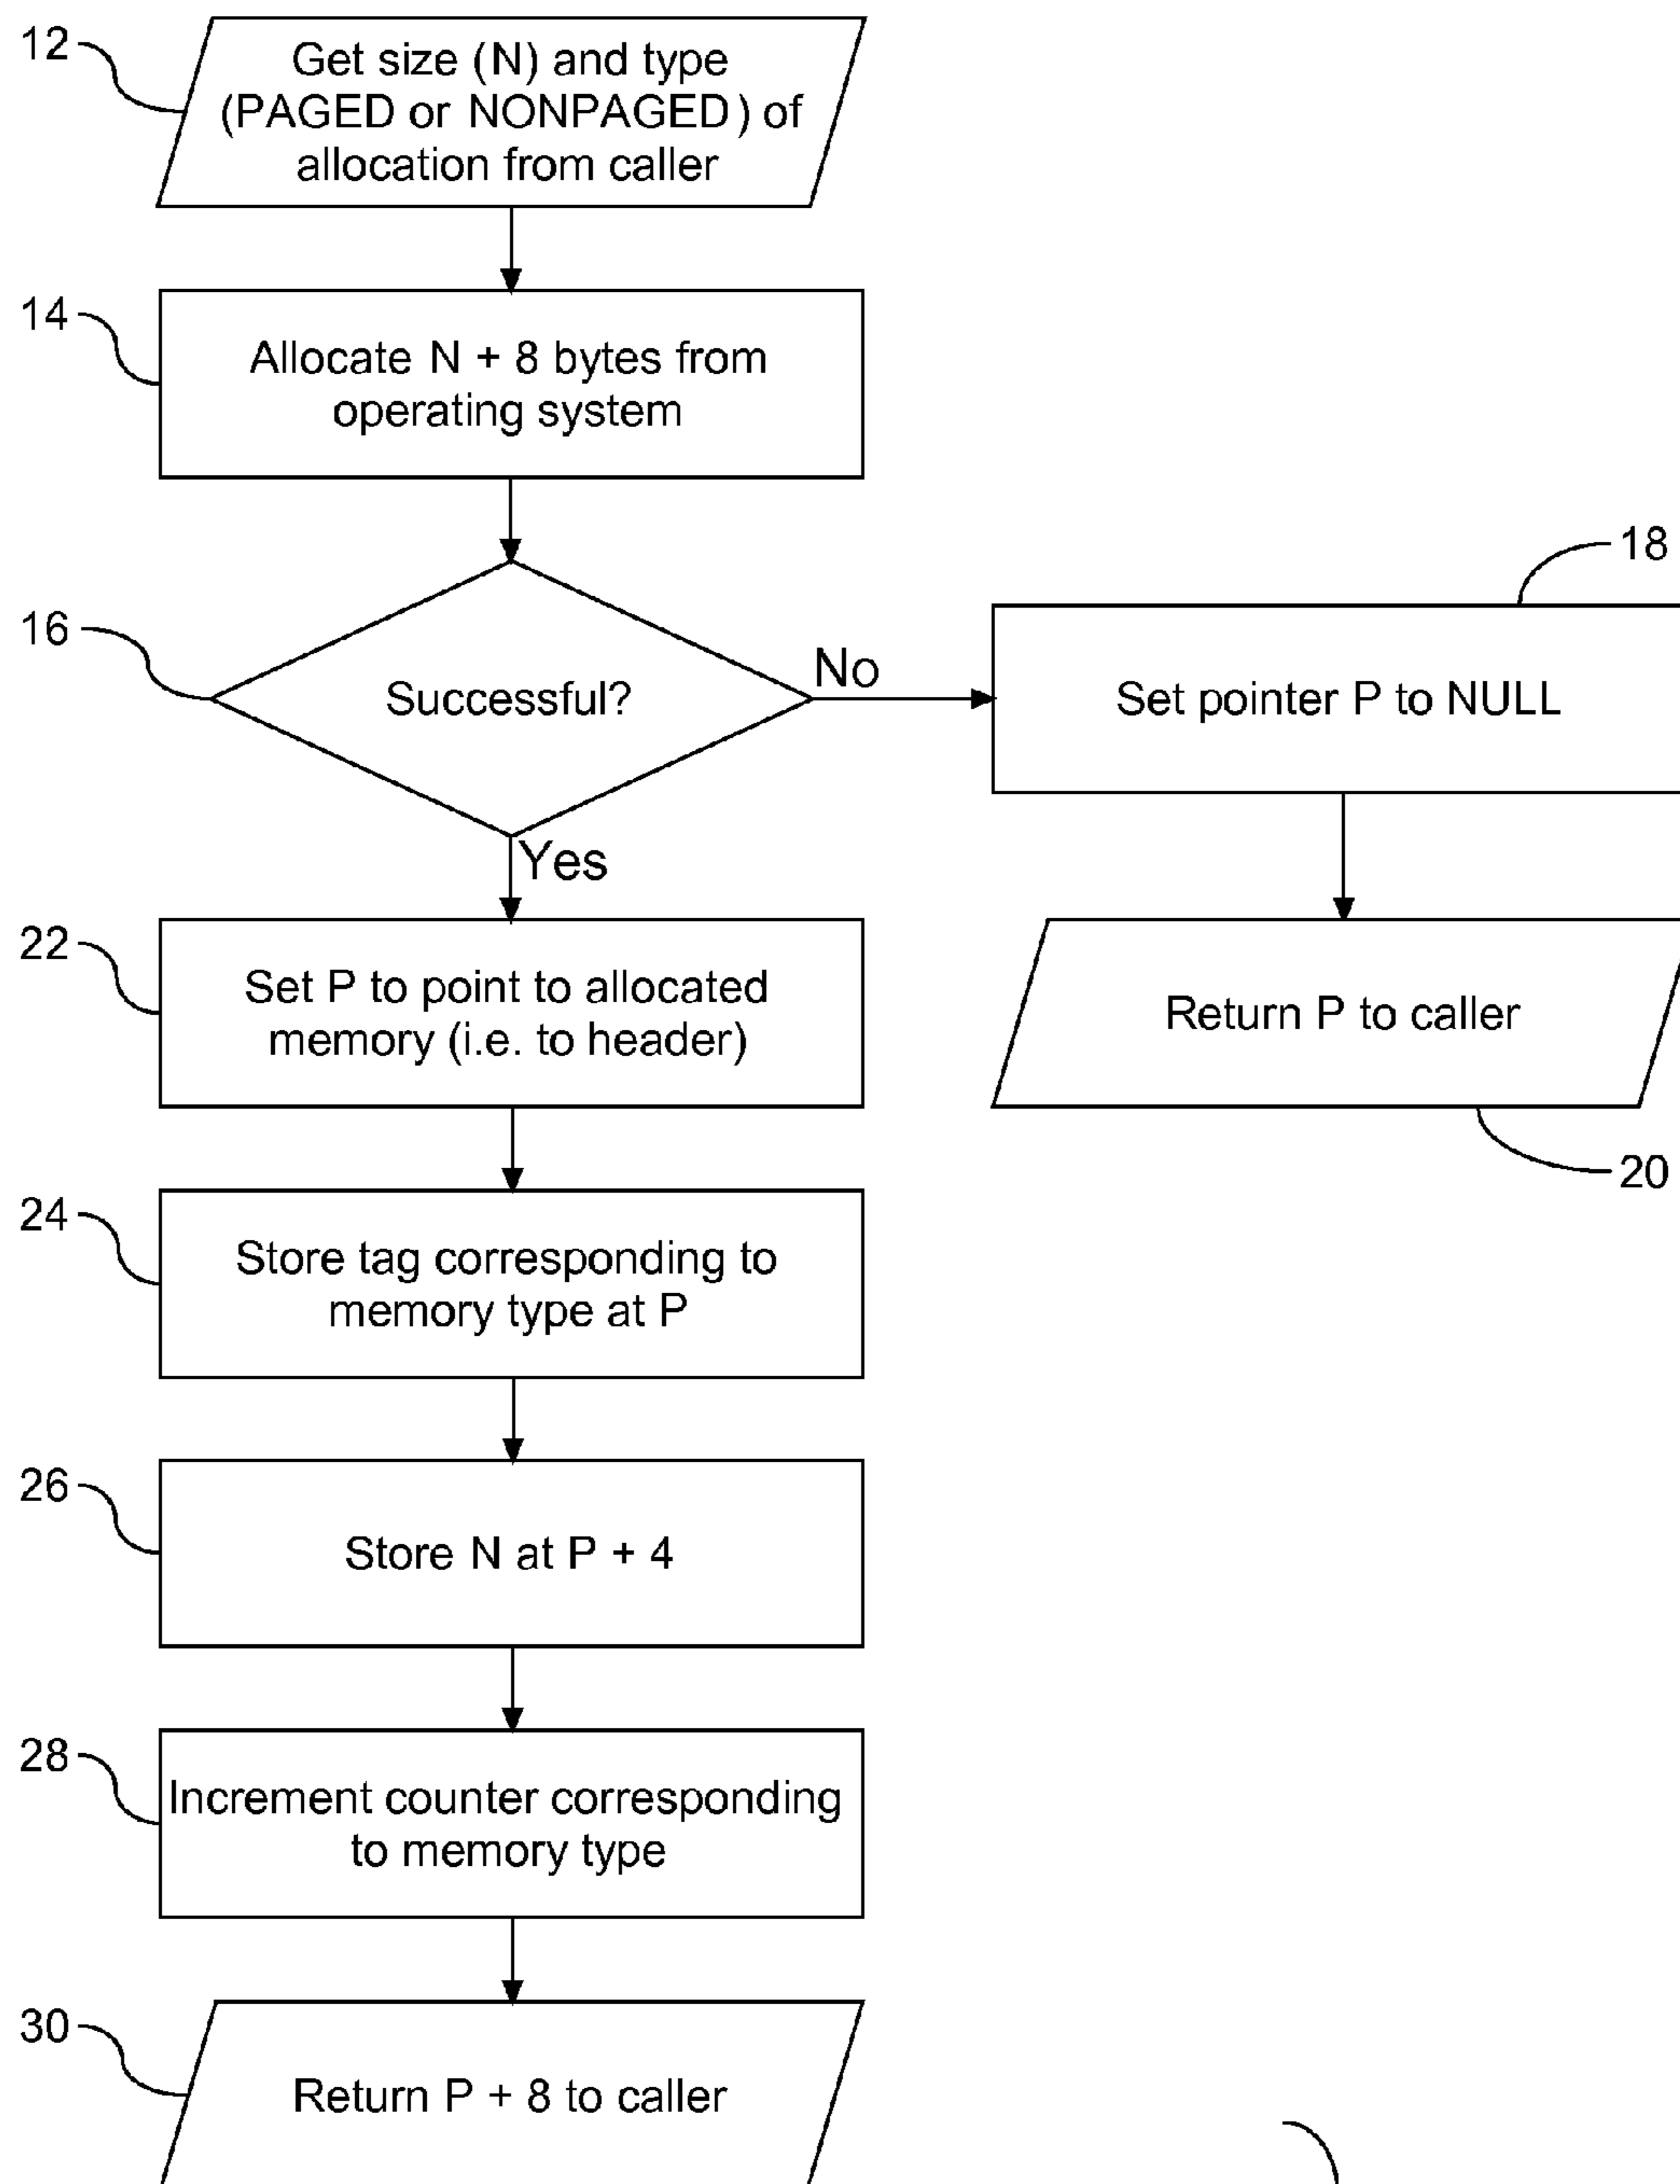 12
Get size (N) and type
(PAGED or NONPAGED) of
allocation from caller
14
Allocate N + 8 bytes from
operating system
16
Successful?
No
18
Set pointer P to NULL
Yes
22
Set P to point to allocated
memory (i.e. to header)
Return P to caller
20
24
Store tag corresponding to
memory type at P
26
Store N at P + 4
28
Increment counter corresponding
to memory type
30
Return P + 8 to caller